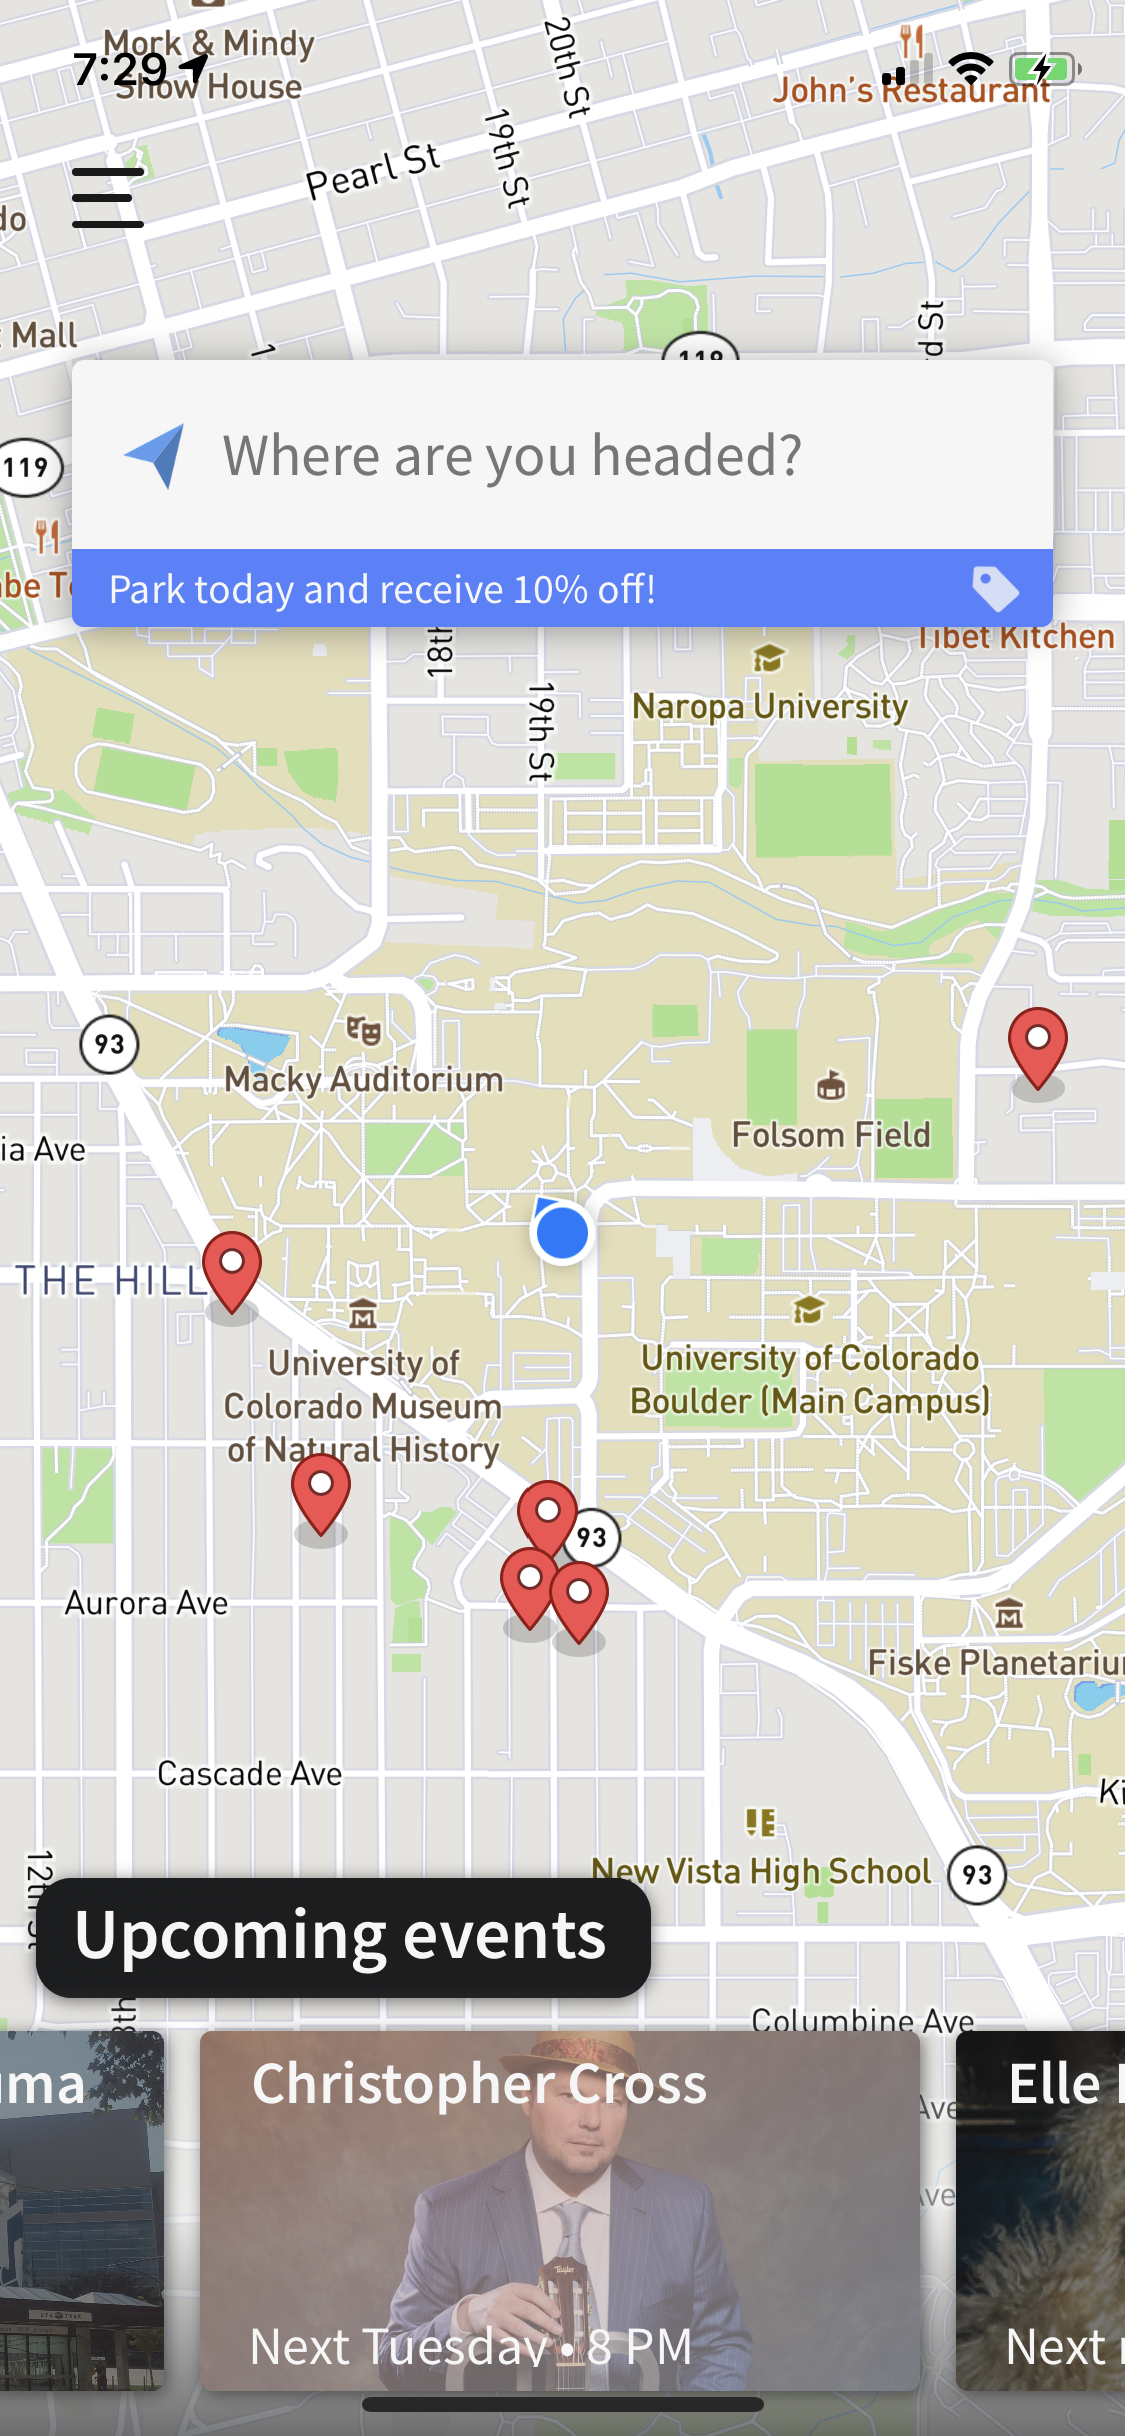 Mork & Mindy
Show House
7:29
20th St
John's Restaurant
19th St
Pearl St
do
Mall
rd St
119
119
Where are you headed?
Park today and receive 10% off!
Tibet Kitchen
18th
19th St
Naropa University
93
Macky Auditorium
Folsom Field
ia Ave
THE HILL
University of
Colorado Museum
of Natural History
University of Colorado
Boulder (Main Campus)
93
Aurora Ave
Fiske Planetariu
Cascade Ave
Ki
12th St
New Vista High School
93
Upcoming events
Columbine Ave
Ave
Ave
uma
Christopher Cross
Elle
Taylor
Next Tuesday • 8 PM
Next